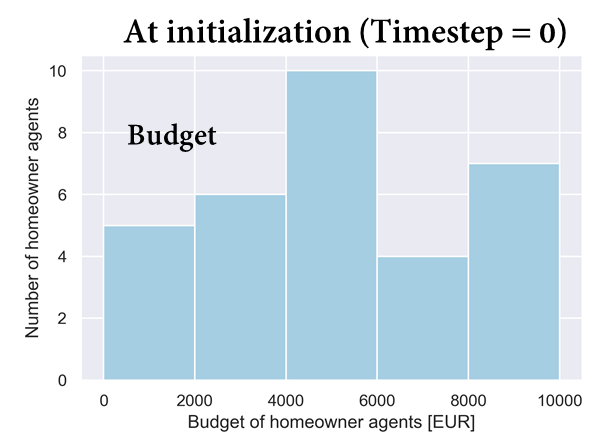 At initialization (Timestep = 0)
Budget
Number of homeowner agents
10
8
6
4
2
0
0 2000 4000 6000 8000 10000
Budget of homeowner agents [EUR]